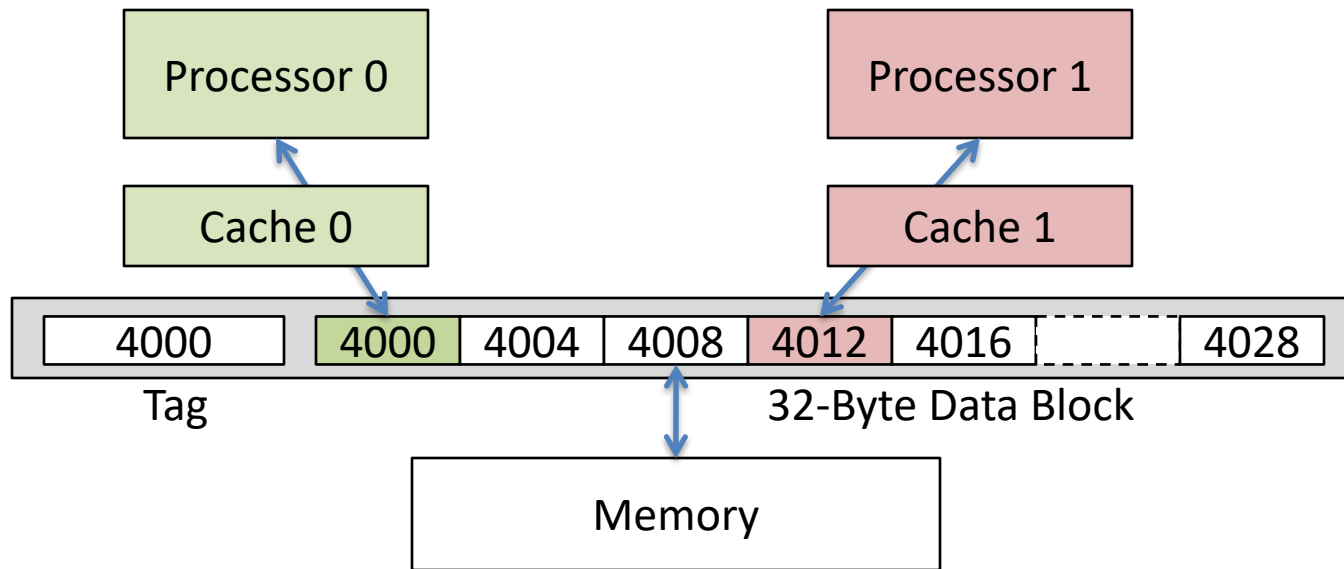 Processor 0
Processor 1
Cache 0
Cache 1
4000
4000 4004 4008 4012 4016 4028
Tag
32-Byte Data Block
Memory